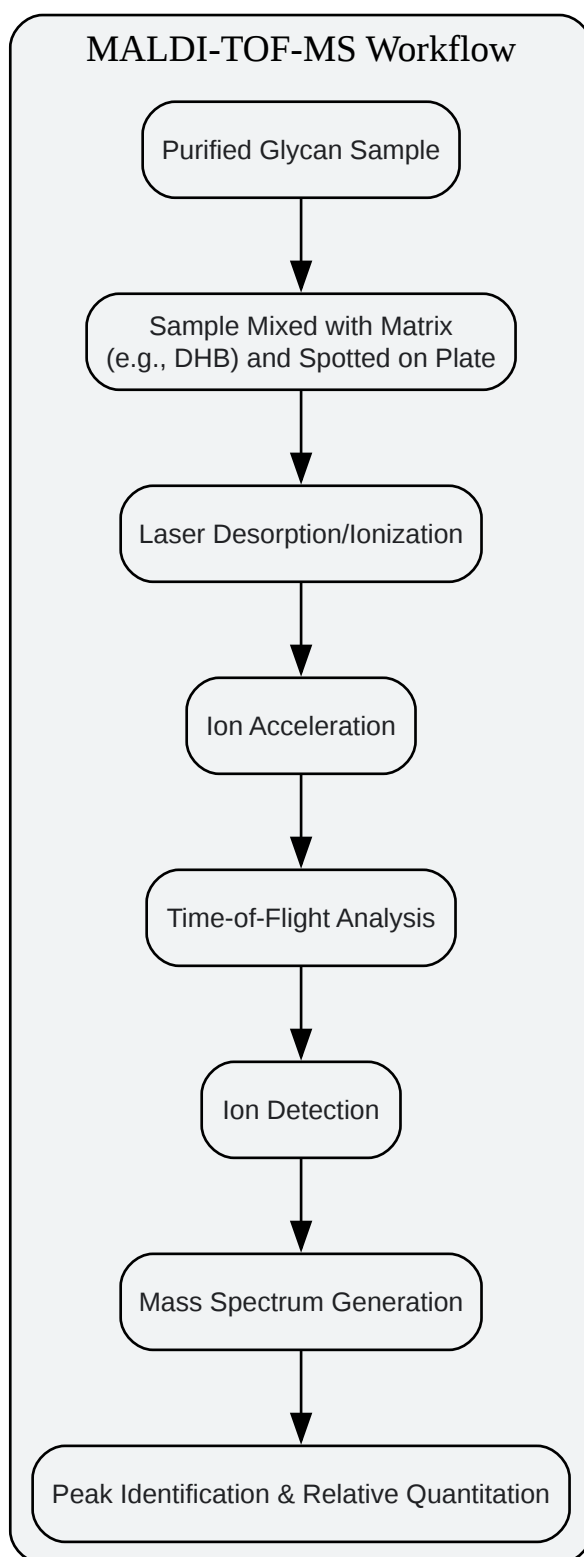 MALDI-TOF-MS Workflow
Purified Glycan Sample
Sample Mixed with Matrix
(e.g., DHB) and Spotted on Plate
Laser Desorption/Ionization
Ion Acceleration
Time-of-Flight Analysis
Ion Detection
Mass Spectrum Generation
Peak Identification & Relative Quantitation